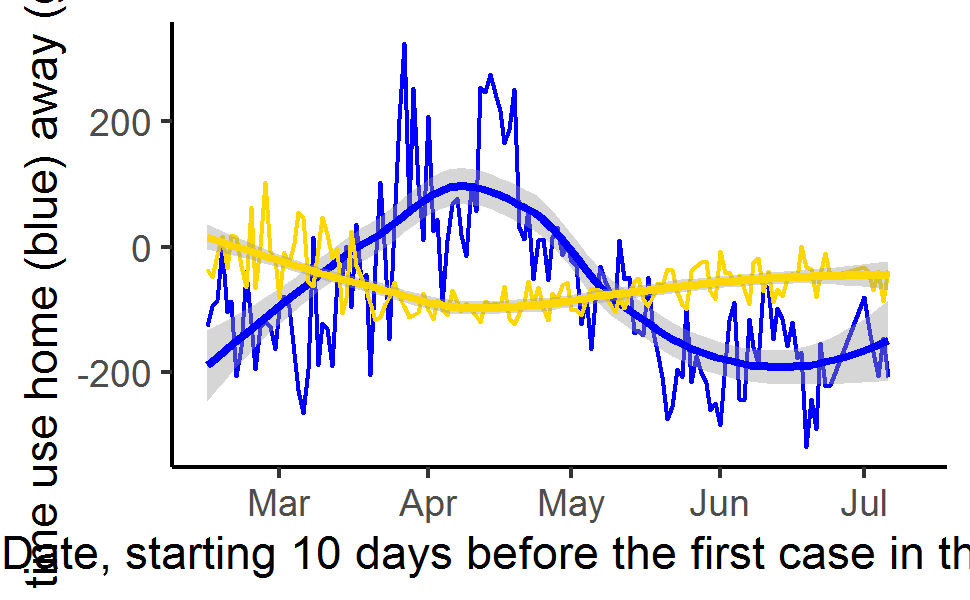 time use home (blue) away (
200
0
-200
Mar Apr May Jun Jul
Date, starting 10 days before the first case in th